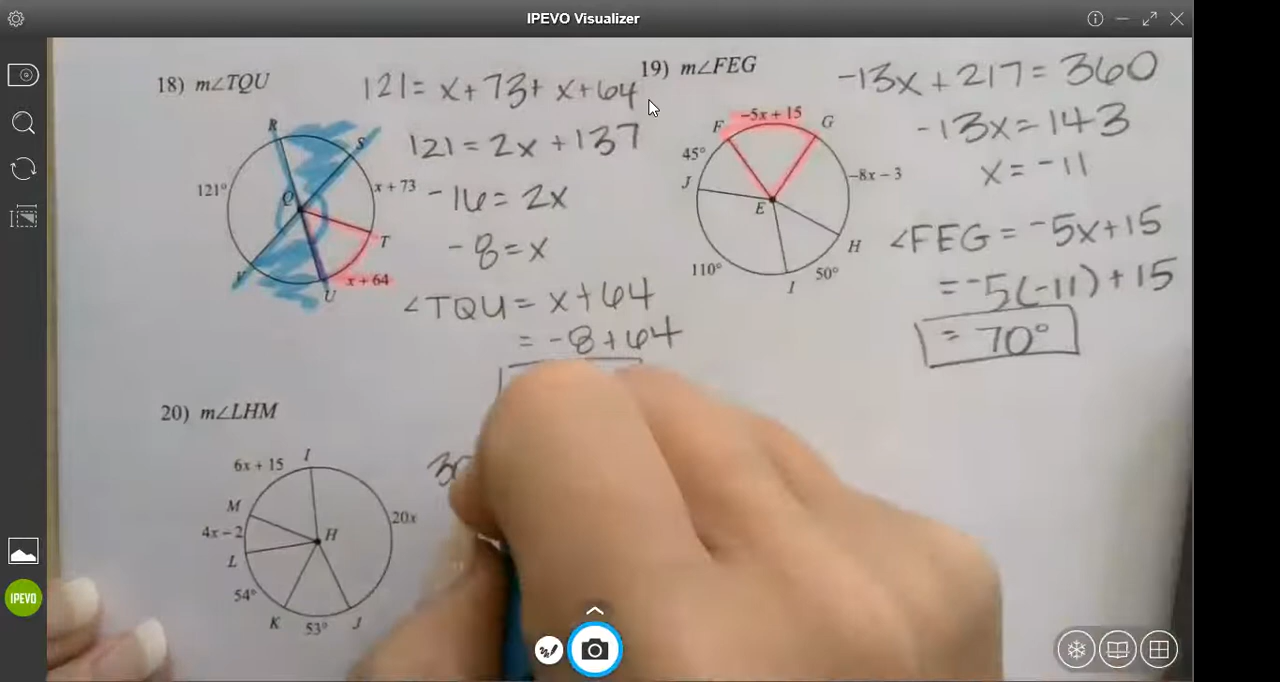 IPEVO Visualizer
18) m∠TQU
121 = x + 73 + x + 64
121 = 2x + 137
-16 = 2x
-8 = x
∠TQU = x + 64
= -8 + 64
R
S
121°
Q
x + 73
T
V
U
x + 64
19) m∠FEG
-13x + 217 = 360
-13x = 143
x = -11
∠FEG = -5x + 15
= -5(-11) + 15
= 70°
-5x + 15
F
G
45°
J
-8x - 3
E
H
110°
50°
I
20) m∠LHM
6x + 15
I
M
4x - 2
H
20x
L
54°
K
53°
J
IPEVO